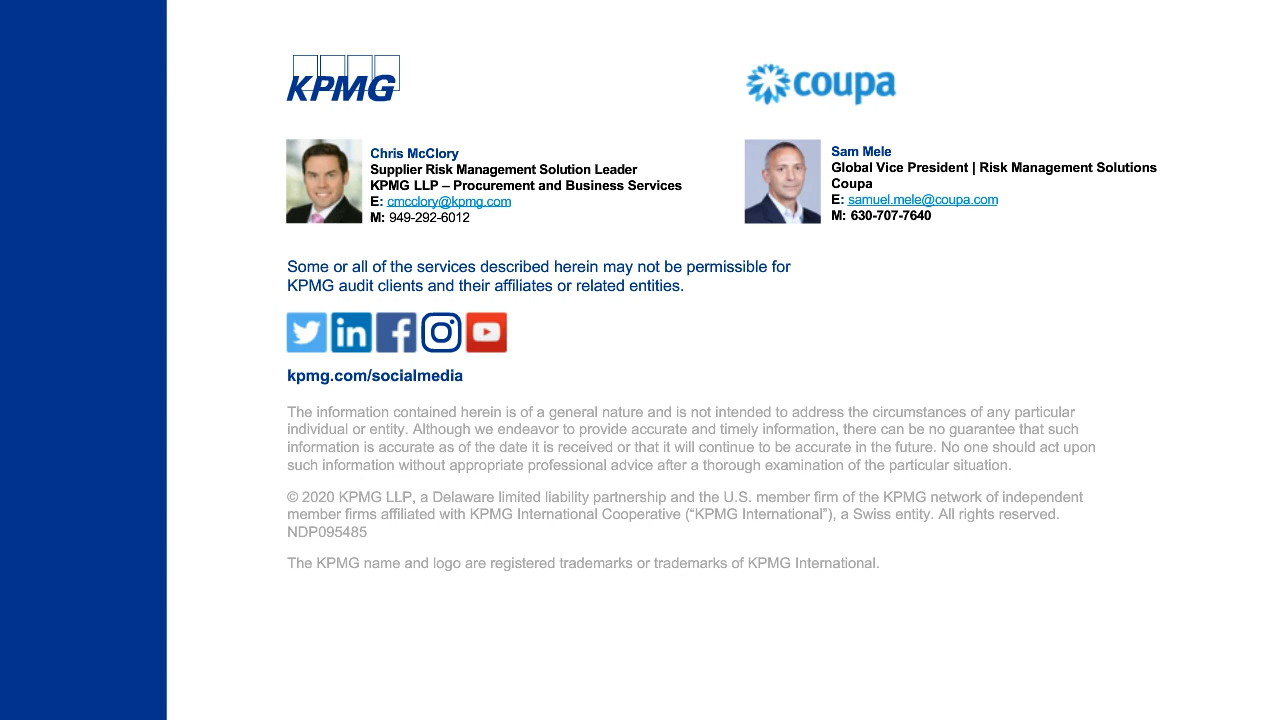 KPMG
coupa
Chris McClory
Supplier Risk Management Solution Leader
KPMG LLP – Procurement and Business Services
E: cmcclory@kpmg.com
M: 949-292-6012
Sam Mele
Global Vice President | Risk Management Solutions
Coupa
E: samuel.mele@coupa.com
M: 630-707-7640
Some or all of the services described herein may not be permissible for
KPMG audit clients and their affiliates or related entities.
kpmg.com/socialmedia
The information contained herein is of a general nature and is not intended to address the circumstances of any particular
individual or entity. Although we endeavor to provide accurate and timely information, there can be no guarantee that such
information is accurate as of the date it is received or that it will continue to be accurate in the future. No one should act upon
such information without appropriate professional advice after a thorough examination of the particular situation.
© 2020 KPMG LLP, a Delaware limited liability partnership and the U.S. member firm of the KPMG network of independent
member firms affiliated with KPMG International Cooperative (“KPMG International”), a Swiss entity. All rights reserved.
NDP095485
The KPMG name and logo are registered trademarks or trademarks of KPMG International.